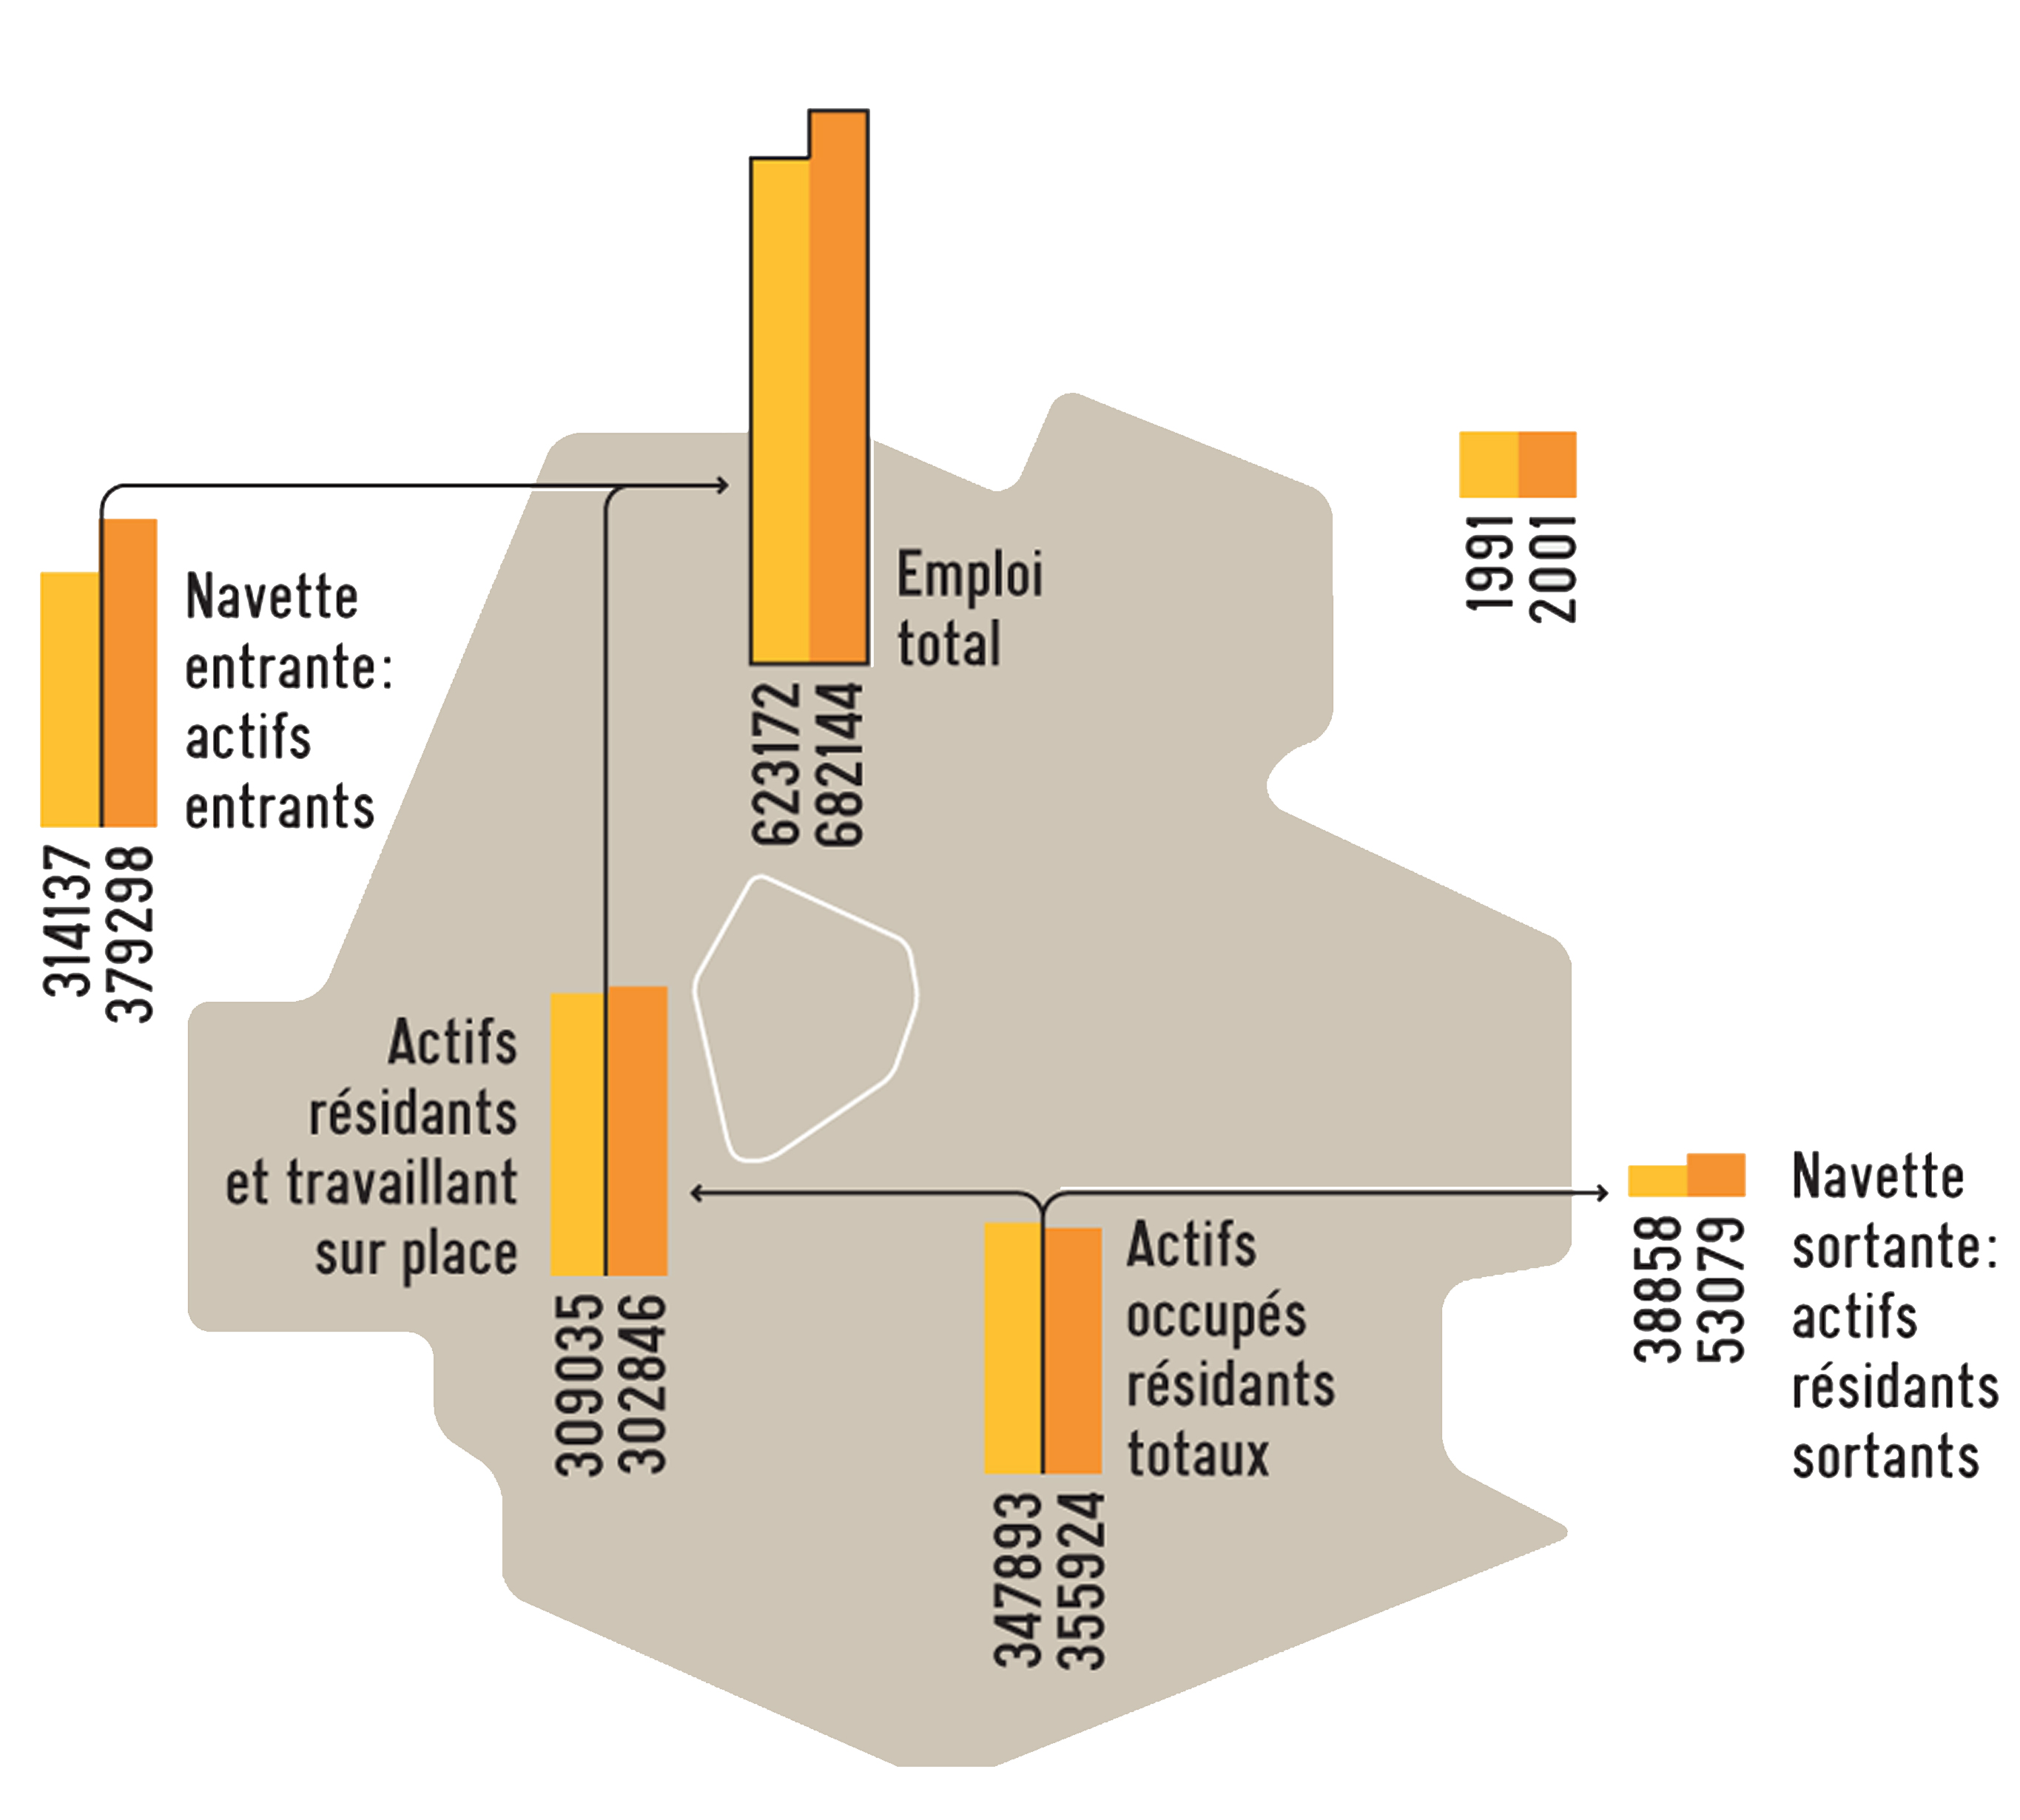 Emploi
total
623172
682144
1991
2001
Navette
entrante:
actifs
entrants
314137
379298
Actifs
résidants
et travaillant
sur place
309035
302846
Actifs
occupés
résidants
totaux
347893
355924
Navette
sortante:
actifs
résidants
sortants
38858
53079